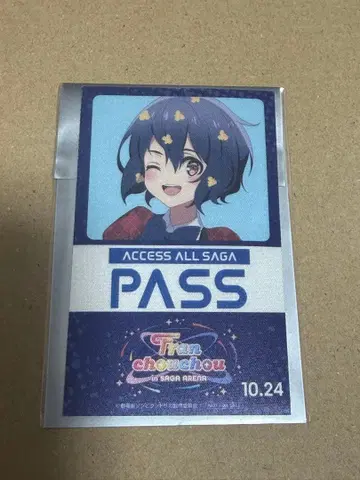 ACCESS ALL SAGA
PASS
Fran
chouchou
in SAGA ARENA
10.24